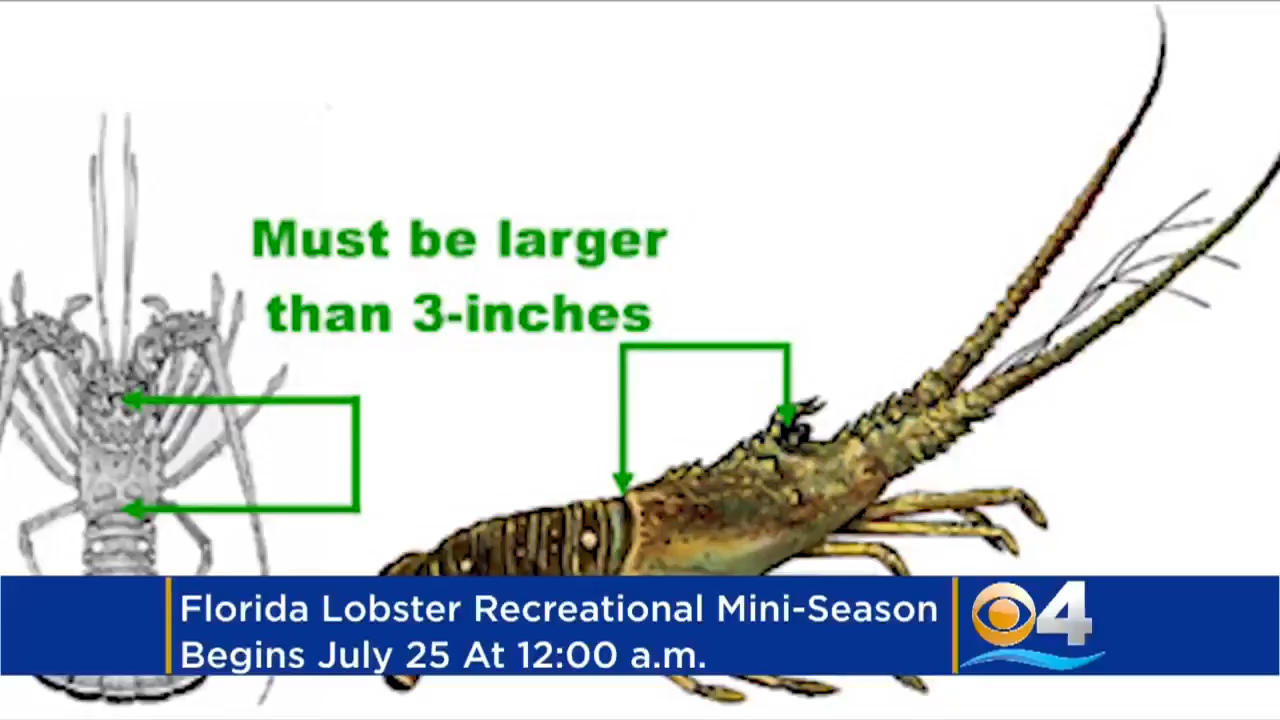 Must be larger
than 3-inches
Florida Lobster Recreational Mini-Season
Begins July 25 At 12:00 a.m.
4